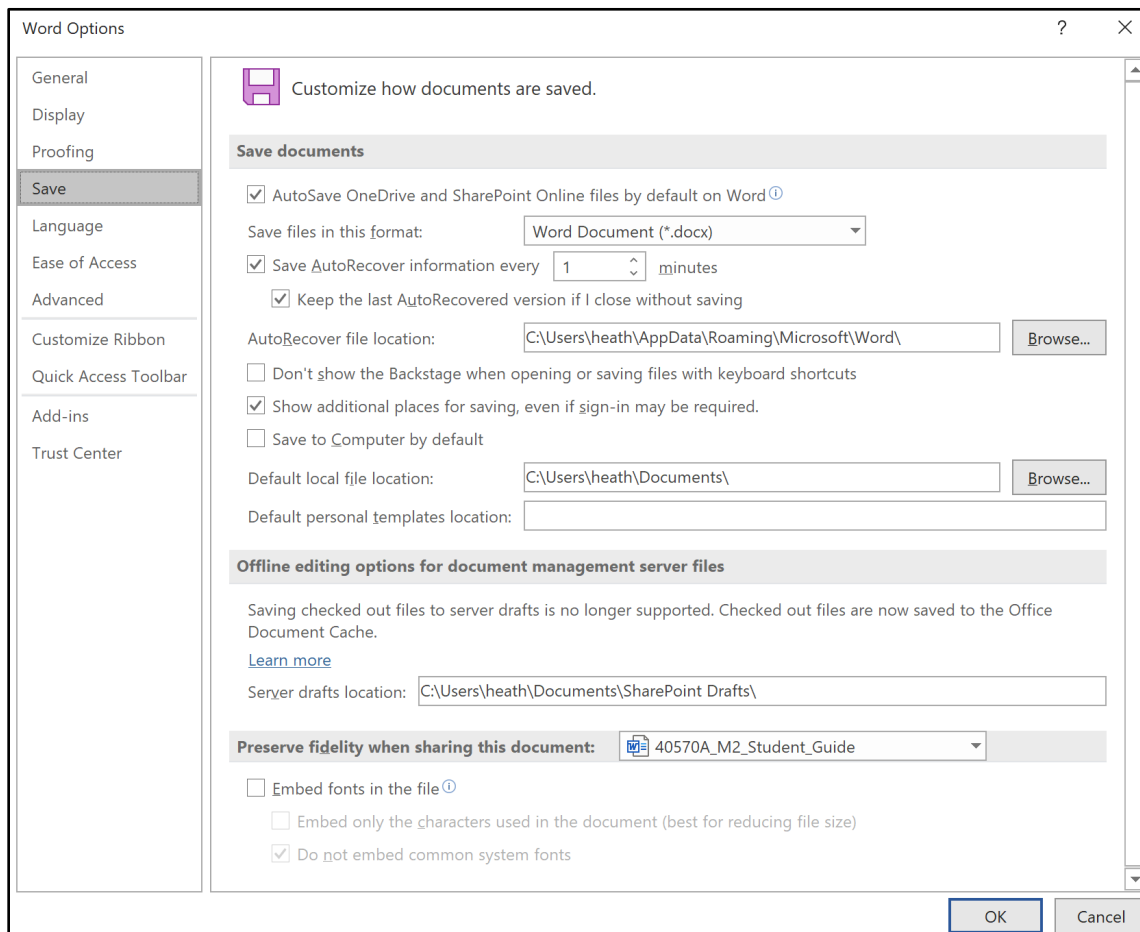 Word Options
?
General
Display
Proofing
Save
Language
Ease of Access
Advanced
Customize Ribbon
Quick Access Toolbar
Add-ins
Trust Center
Customize how documents are saved.
Save documents
AutoSave OneDrive and SharePoint Online files by default on Word
Save files in this format: Word Document (*.docx)
Save AutoRecover information every 1 minutes
Keep the last AutoRecovered version if I close without saving
AutoRecover file location: C:\Users\heath\AppData\Roaming\Microsoft\Word\ Browse...
Don't show the Backstage when opening or saving files with keyboard shortcuts
Show additional places for saving, even if sign-in may be required.
Save to Computer by default
Default local file location: C:\Users\heath\Documents\ Browse...
Default personal templates location:
Offline editing options for document management server files
Saving checked out files to server drafts is no longer supported. Checked out files are now saved to the Office
Document Cache.
Learn more
Server drafts location: C:\Users\heath\Documents\SharePoint Drafts\
Preserve fidelity when sharing this document: 40570A_M2_Student_Guide
Embed fonts in the file
Embed only the characters used in the document (best for reducing file size)
Do not embed common system fonts
OK Cancel